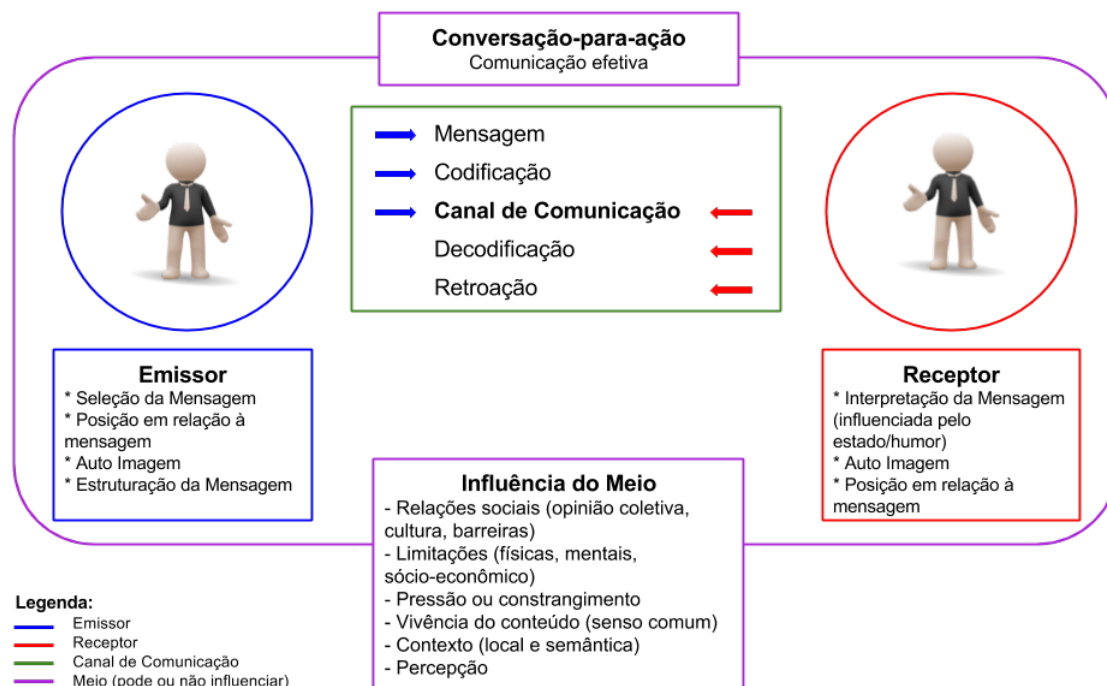 Conversação-para-ação
Comunicação efetiva
Mensagem
Codificação
Canal de Comunicação
Decodificação
Retroação
Emissor
* Seleção da Mensagem
* Posição em relação à
mensagem
* Auto Imagem
* Estruturação da Mensagem
Receptor
* Interpretação da Mensagem
(influenciada pelo
estado/humor)
* Auto Imagem
* Posição em relação à
mensagem
Influência do Meio
- Relações sociais (opinião coletiva,
cultura, barreiras)
- Limitações (físicas, mentais,
sócio-econômico)
- Pressão ou constrangimento
- Vivência do conteúdo (senso comum)
- Contexto (local e semântica)
- Percepção
Legenda:
Emissor
Receptor
Canal de Comunicação
Meio (pode ou não influenciar)